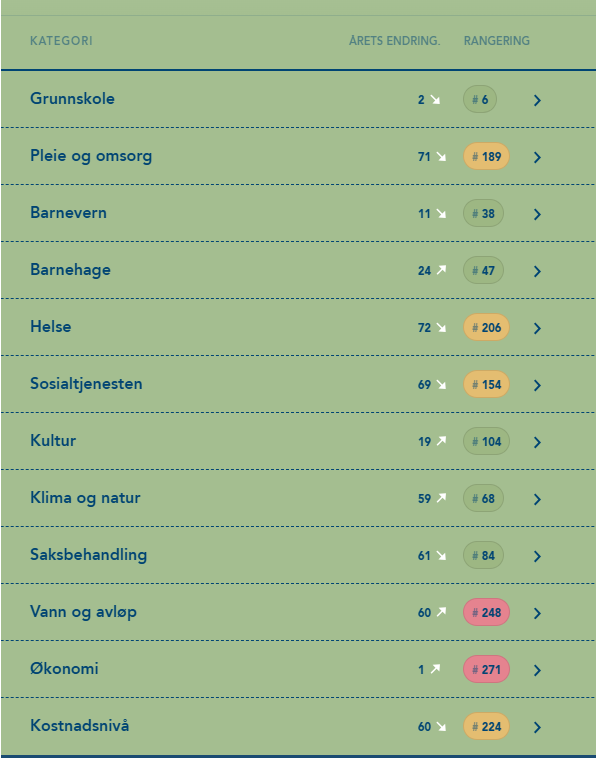 KATEGORI ÅRETS ENDRING. RANGERING
Grunnskole 2 ↘ # 6
Pleie og omsorg 71 ↘ # 189
Barnevern 11 ↘ # 38
Barnehage 24 ↗ # 47
Helse 72 ↘ # 206
Sosialtjenesten 69 ↘ # 154
Kultur 19 ↗ # 104
Klima og natur 59 ↗ # 68
Saksbehandling 61 ↘ # 84
Vann og avløp 60 ↗ # 248
Økonomi 1 ↗ # 271
Kostnadsnivå 60 ↘ # 224